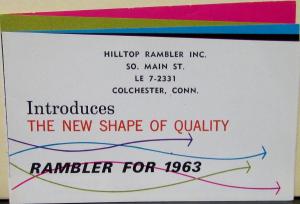 HILLTOP RAMBLER INC.
SO. MAIN ST.
LE 7-2331
COLCHESTER, CONN.
Introduces
THE NEW SHAPE OF QUALITY
RAMBLER FOR 1963